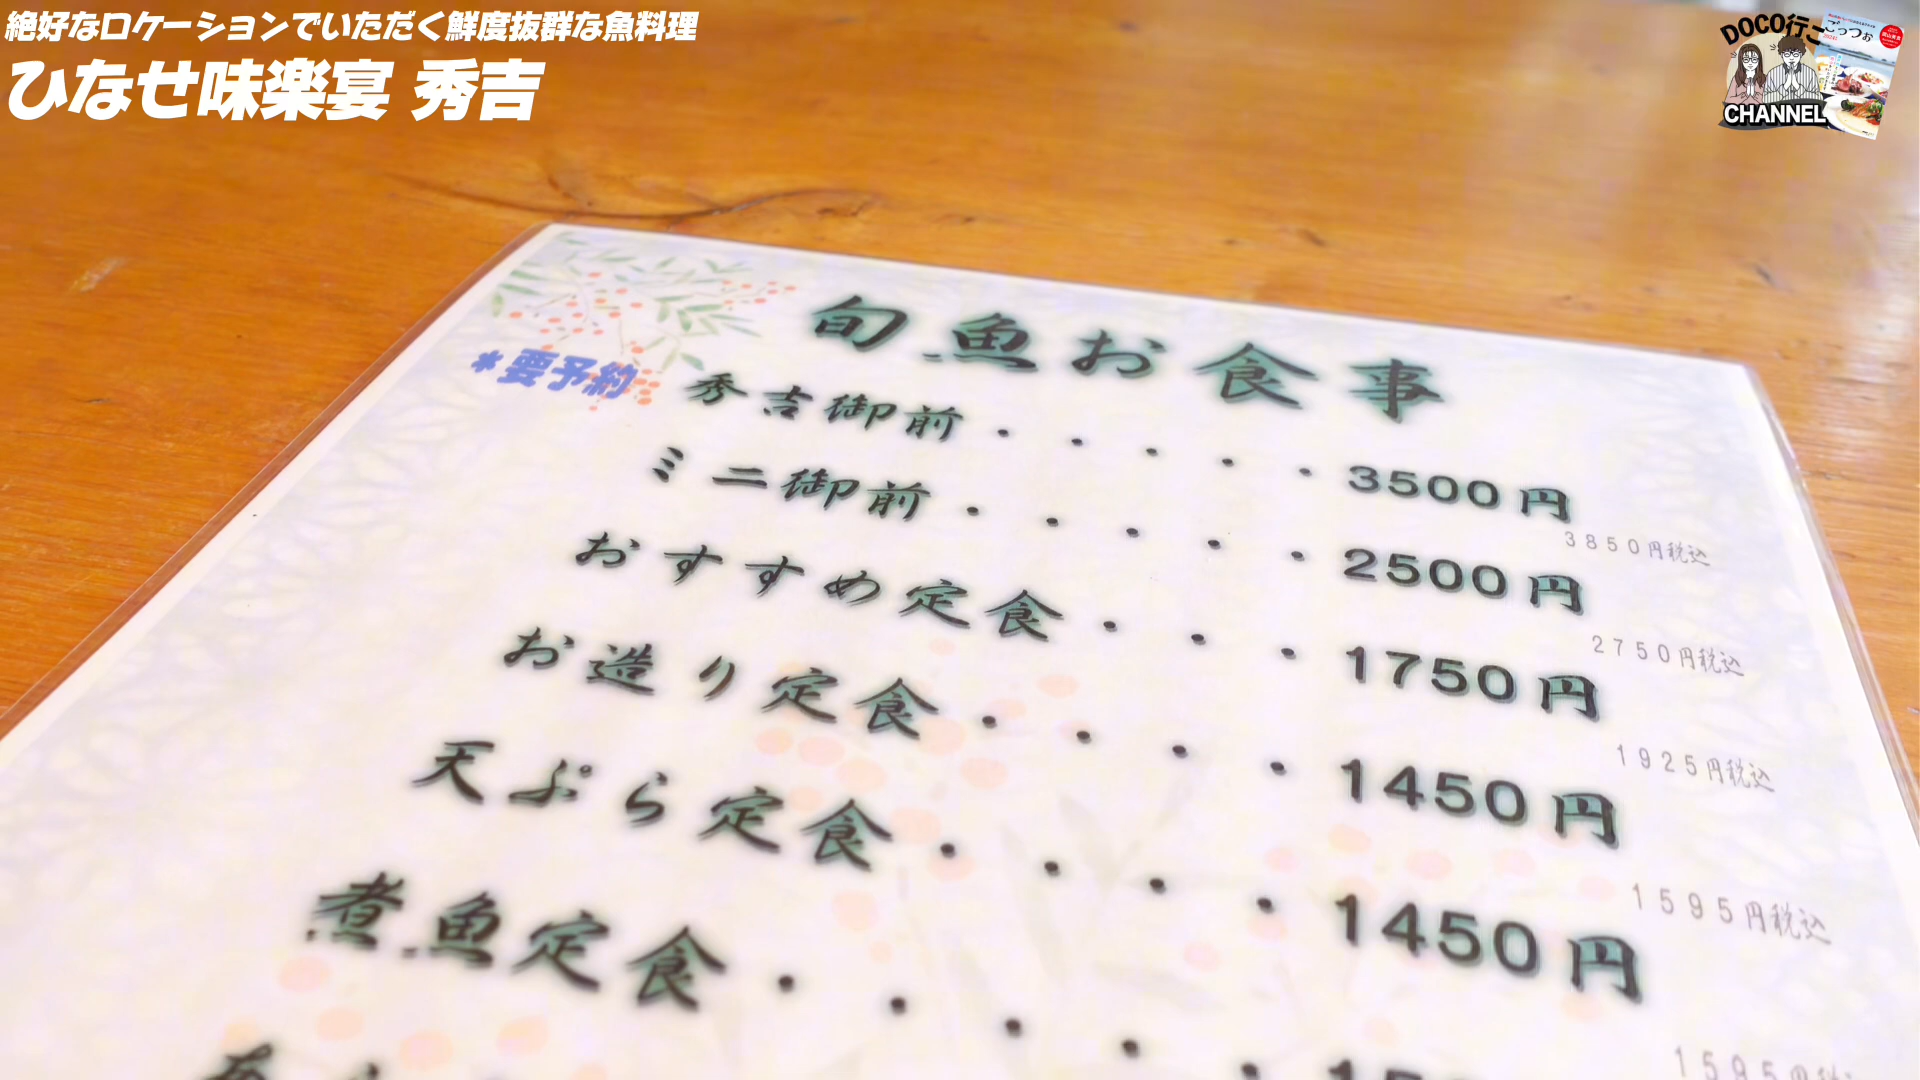 絶好なロケーションでいただく鮮度抜群な魚料理
ひなせ味楽宴 秀吉
DOCO行こ
CHANNEL
ごっつぉ
旬魚お食事
*要予約
秀吉御前・・・・・3500円
3850円税込
ミニ御前・・・・・2500円
2750円税込
おすすめ定食・・・1750円
1925円税込
お造り定食・・・・1450円
1595円税込
天ぷら定食・・・・1450円
1595円税込
煮魚定食・・・・・